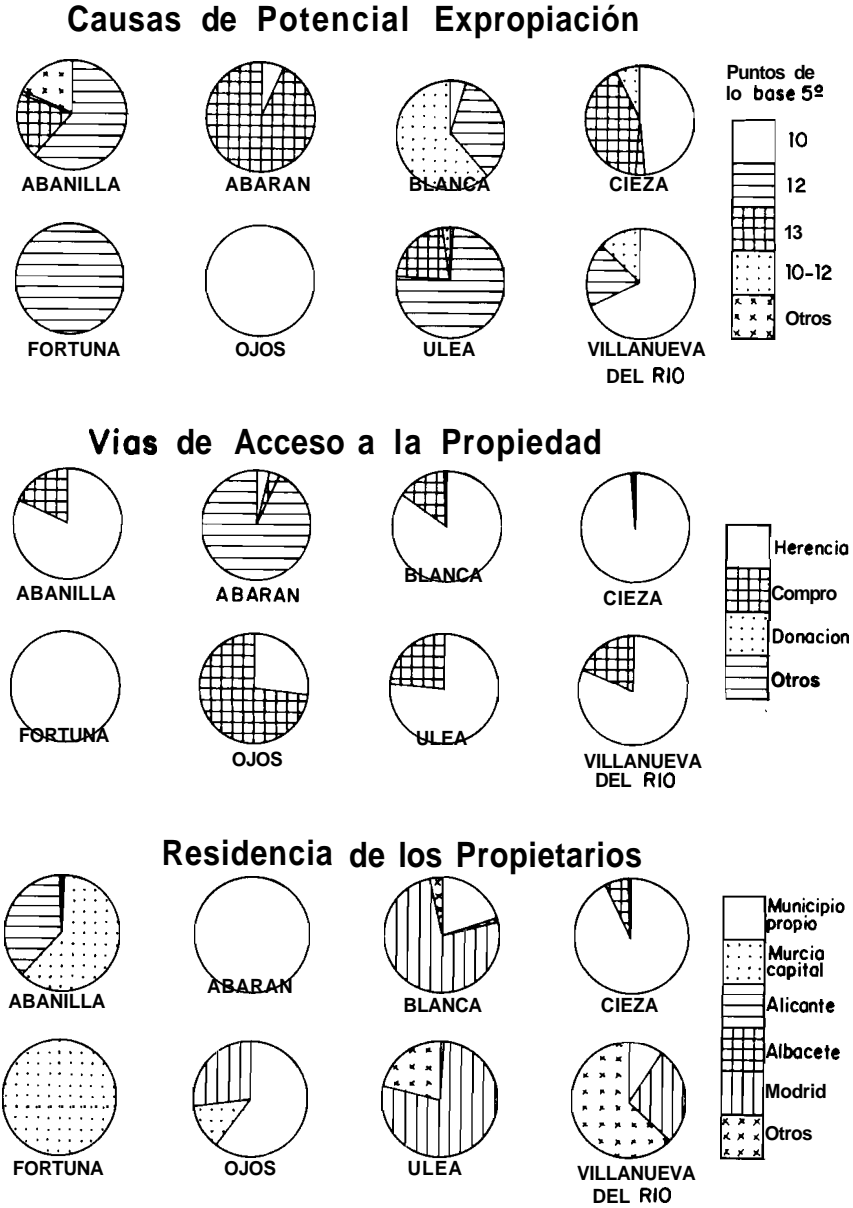 Causas de Potencial Expropiación
ABANILLA
ABARAN
BLANCA
CIEZA
FORTUNA
OJOS
ULEA
VILLANUEVA
DEL RIO
Puntos de
lo base 5º
10
12
13
10-12
Otros
Vias de Acceso a la Propiedad
ABANILLA
ABARAN
BLANCA
CIEZA
FORTUNA
OJOS
ULEA
VILLANUEVA
DEL RIO
Herencia
Compro
Donacion
Otros
Residencia de los Propietarios
ABANILLA
ABARAN
BLANCA
CIEZA
FORTUNA
OJOS
ULEA
VILLANUEVA
DEL RIO
Municipio
propio
Murcia
capital
Alicante
Albacete
Modrid
Otros